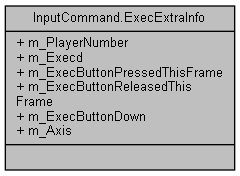 InputCommand.ExecExtraInfo
+ m_PlayerNumber
+ m_Execd
+ m_ExecButtonPressedThisFrame
+ m_ExecButtonReleasedThis
Frame
+ m_ExecButtonDown
+ m_Axis